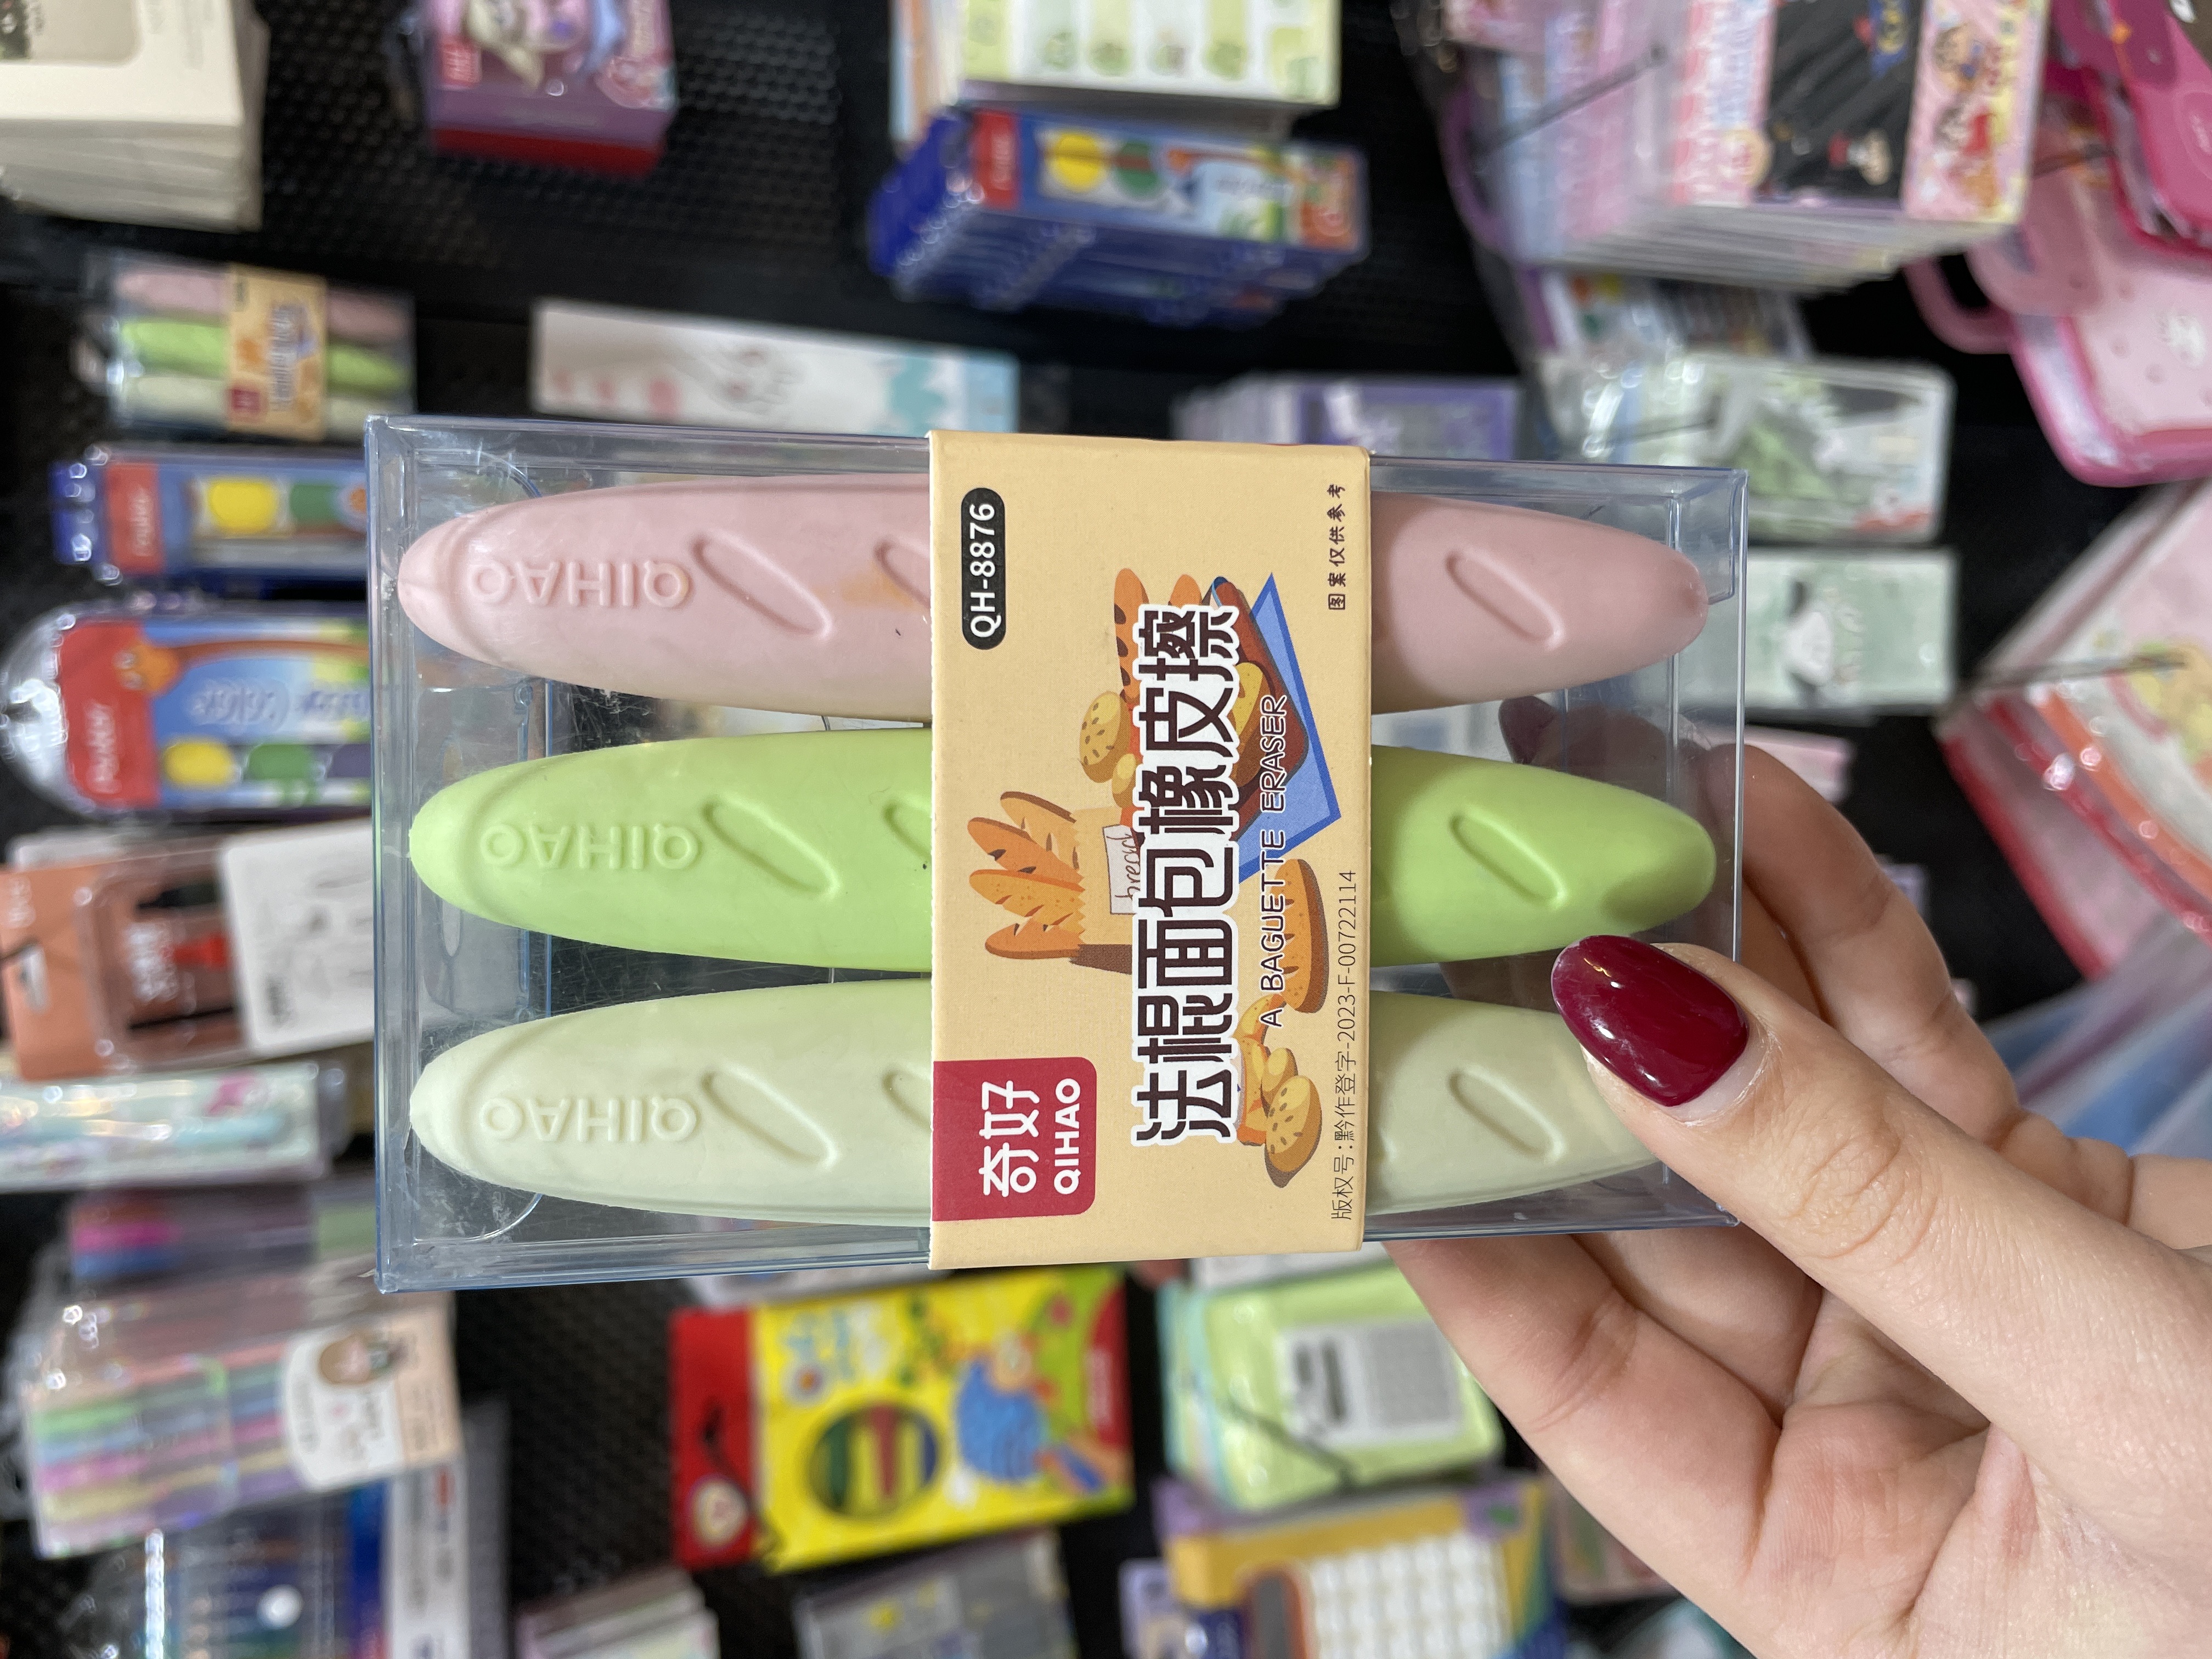 奇好
QIHAO
QH-8876
bread
法棍面包橡皮擦
A BAGUETTE ERASER
版权号:黔作登字-2023-F-00722114
图案仅供参考
QIHAO
QIHAO
QIHAO